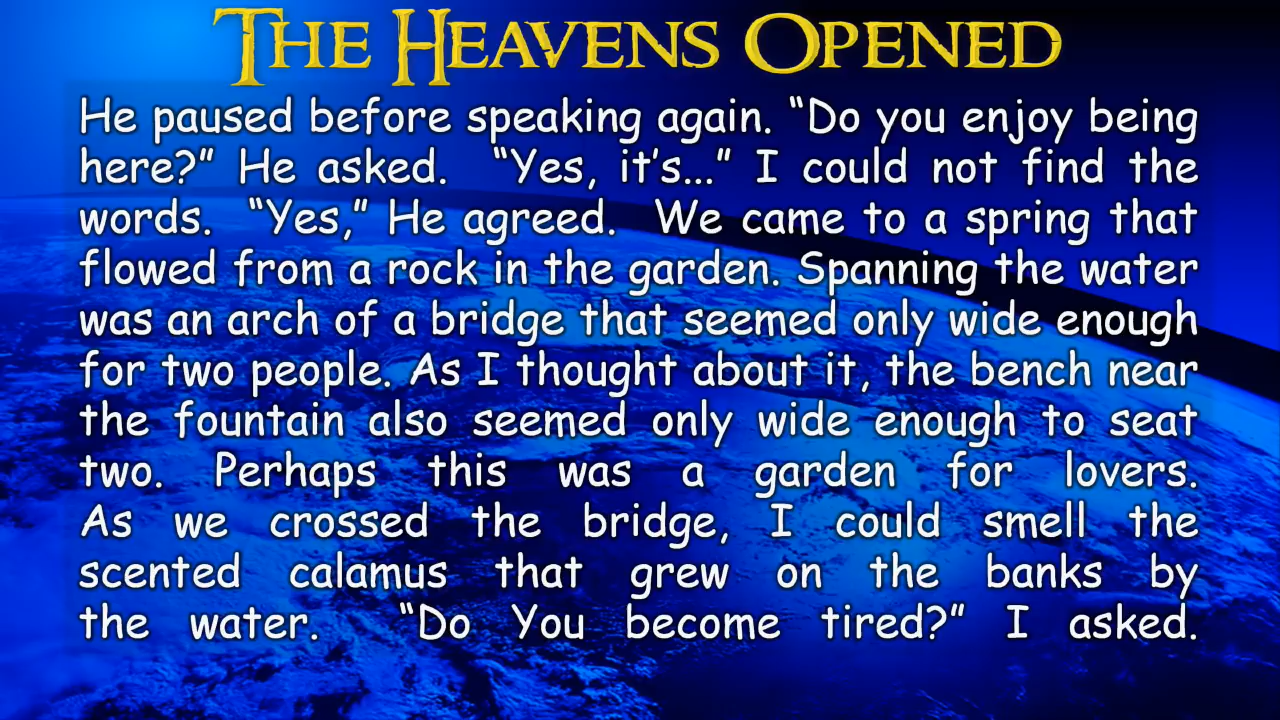 THE HEAVENS OPENED
He paused before speaking again. “Do you enjoy being
here?” He asked. “Yes, it’s...” I could not find the
words. “Yes,” He agreed. We came to a spring that
flowed from a rock in the garden. Spanning the water
was an arch of a bridge that seemed only wide enough
for two people. As I thought about it, the bench near
the fountain also seemed only wide enough to seat
two. Perhaps this was a garden for lovers.
As we crossed the bridge, I could smell the
scented calamus that grew on the banks by
the water. “Do You become tired?” I asked.